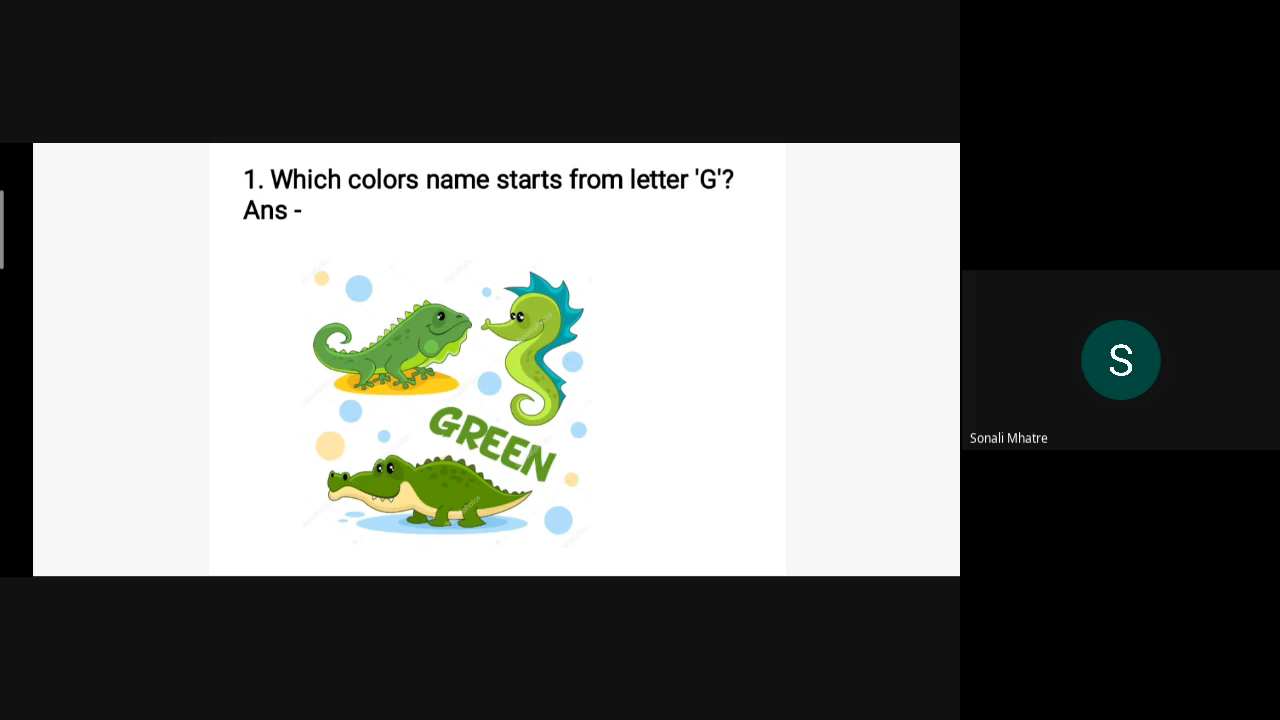 1. Which colors name starts from letter 'G'?
Ans -
GREEN
S
Sonali Mhatre